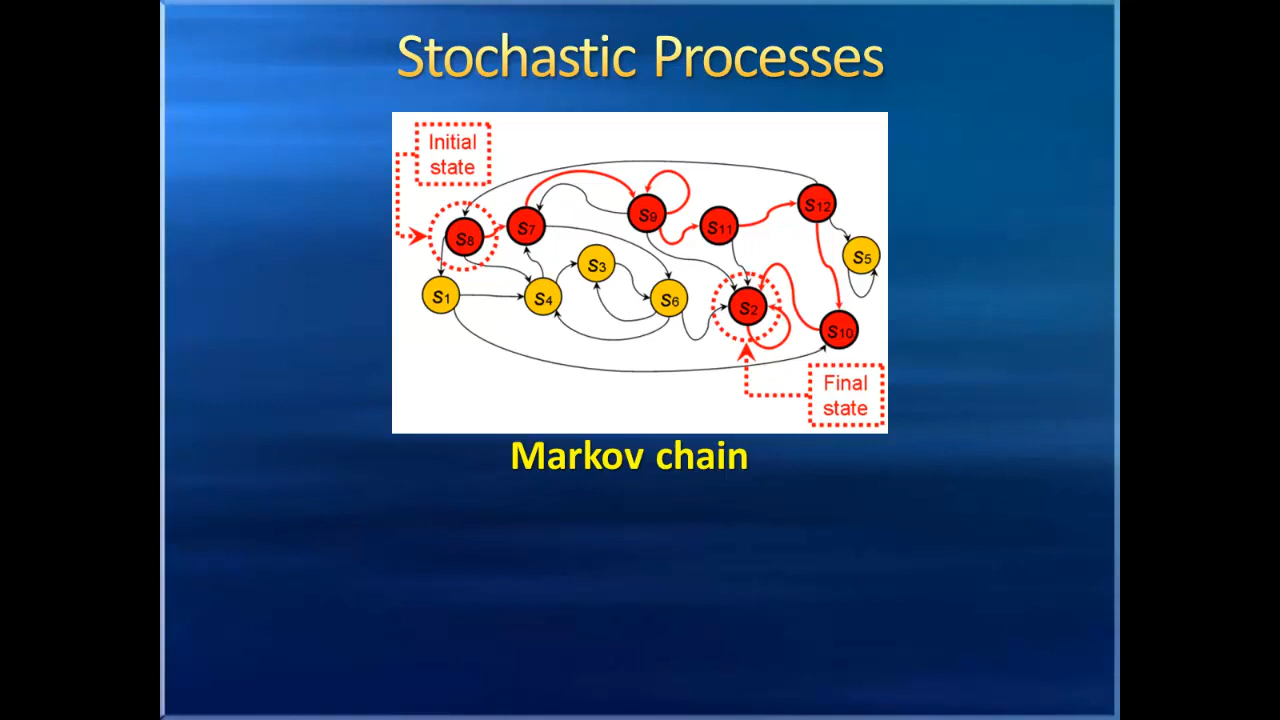 Stochastic Processes
Initial
state
S8
S7
S9
S11
S12
S5
S3
S1
S4
S6
S2
S10
Final
state
Markov chain